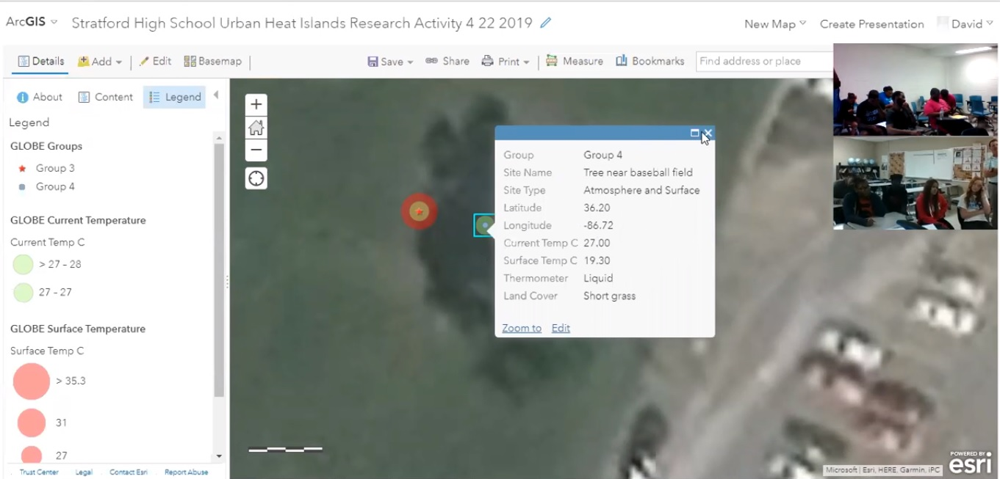 ArcGIS
Stratford High School Urban Heat Islands Research Activity 4 22 2019
New Map
Create Presentation
David
Details
Add
Edit
Basemap
Save
Share
Print
Measure
Bookmarks
Find address or place
About
Content
Legend
Legend
GLOBE Groups
Group 3
Group 4
GLOBE Current Temperature
Current Temp C
> 27 - 28
27 - 27
GLOBE Surface Temperature
Surface Temp C
> 35.3
31
27
Trust Center
Legal
Contact Esri
Report Abuse
+
−
Group Group 4
Site Name Tree near baseball field
Site Type Atmosphere and Surface
Latitude 36.20
Longitude -86.72
Current Temp C 27.00
Surface Temp C 19.30
Thermometer Liquid
Land Cover Short grass
Zoom to Edit
Microsoft | Esri, HERE, Garmin, iPC
POWERED BY
esri